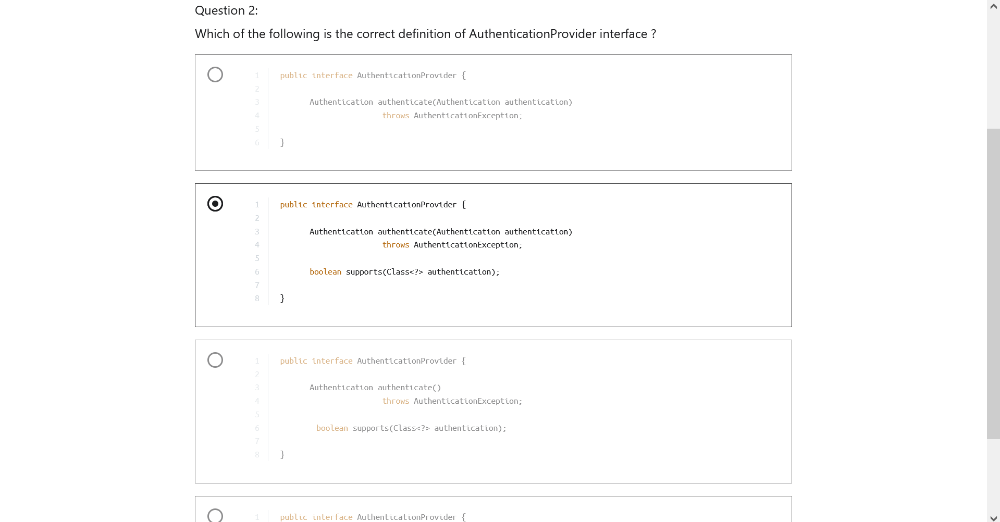 Question 2:
Which of the following is the correct definition of AuthenticationProvider interface ?
1 public interface AuthenticationProvider {
2
3 Authentication authenticate(Authentication authentication)
4 throws AuthenticationException;
5
6 }
1 public interface AuthenticationProvider {
2
3 Authentication authenticate(Authentication authentication)
4 throws AuthenticationException;
5
6 boolean supports(Class<?> authentication);
7
8 }
1 public interface AuthenticationProvider {
2
3 Authentication authenticate()
4 throws AuthenticationException;
5
6 boolean supports(Class<?> authentication);
7
8 }
1 public interface AuthenticationProvider {